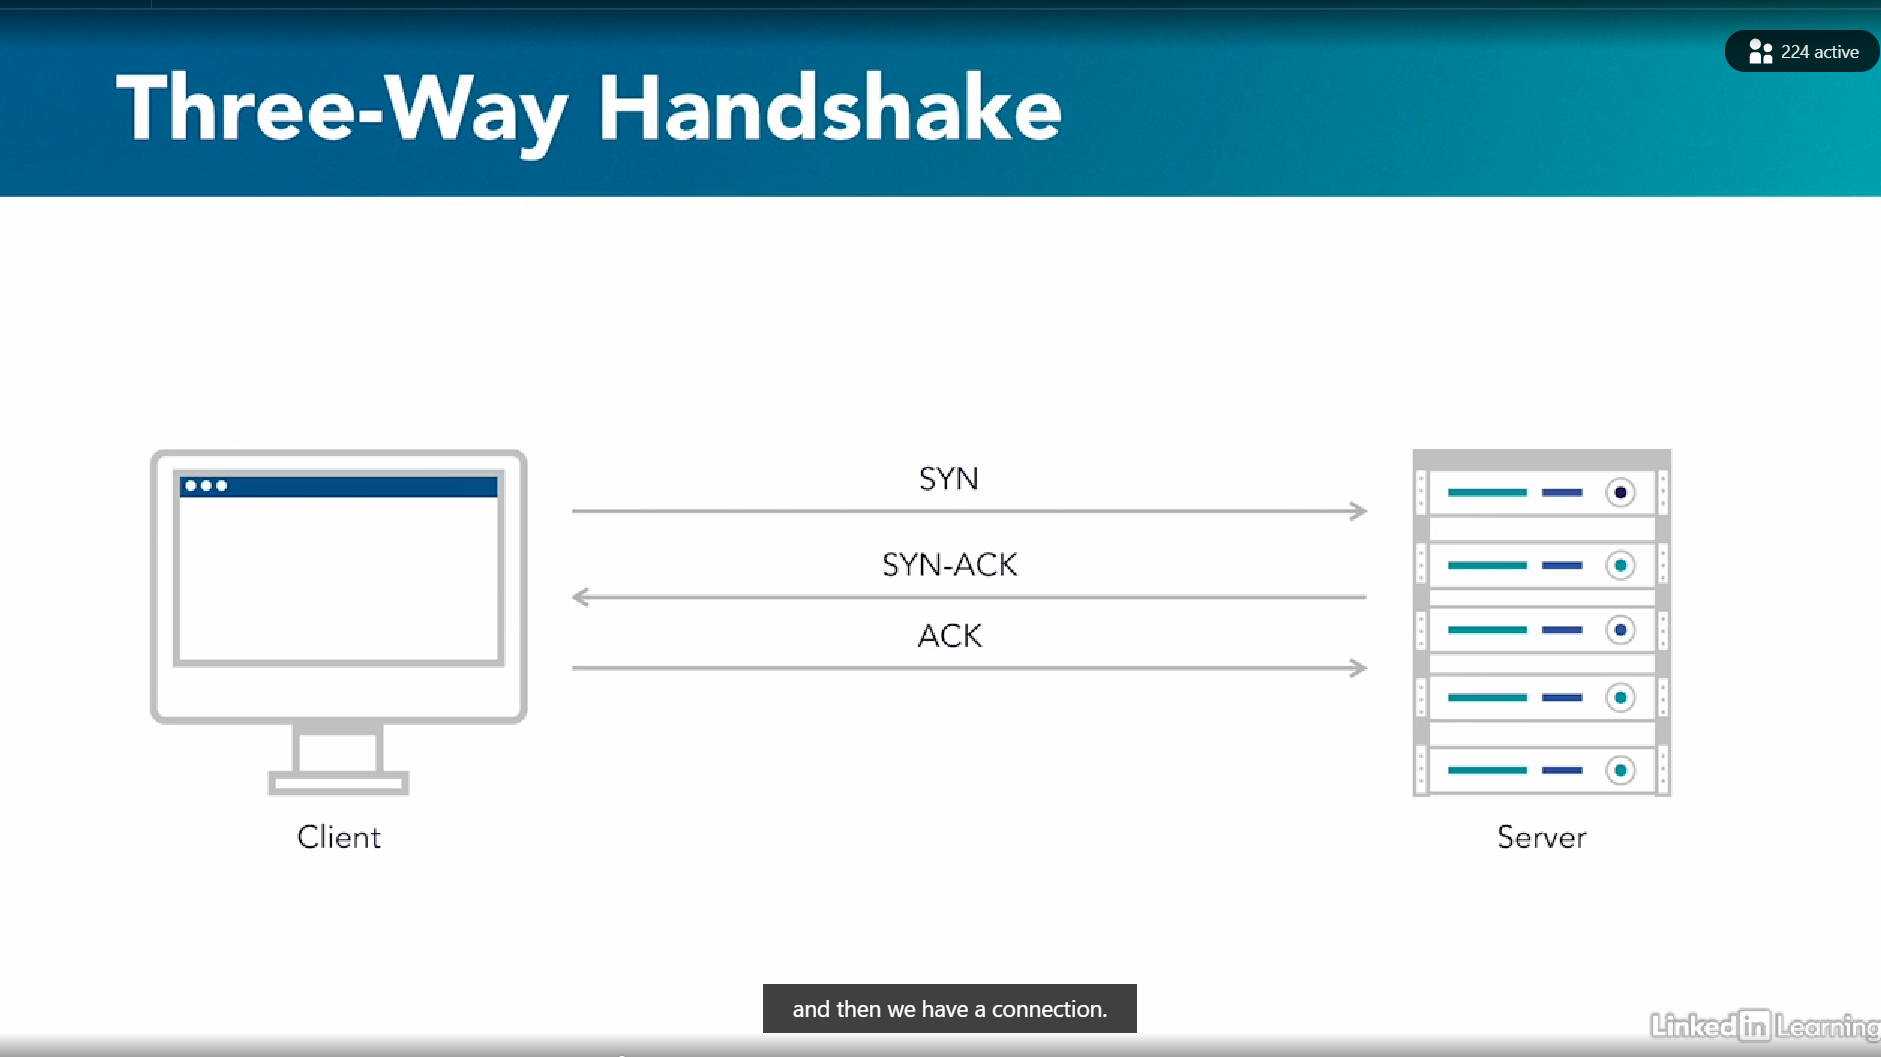 224 active
Three-Way Handshake
SYN
SYN-ACK
ACK
Client
Server
and then we have a connection.
Linked in Learning